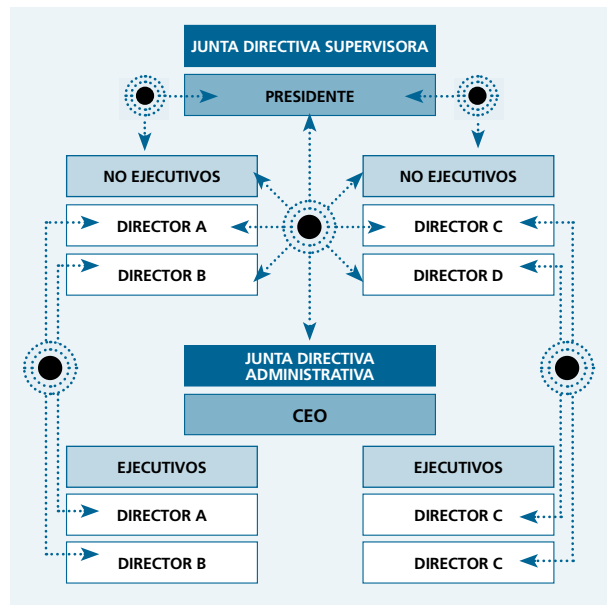 JUNTA DIRECTIVA SUPERVISORA
PRESIDENTE
NO EJECUTIVOS
NO EJECUTIVOS
DIRECTOR A
DIRECTOR C
DIRECTOR B
DIRECTOR D
JUNTA DIRECTIVA
ADMINISTRATIVA
CEO
EJECUTIVOS
EJECUTIVOS
DIRECTOR A
DIRECTOR C
DIRECTOR B
DIRECTOR C